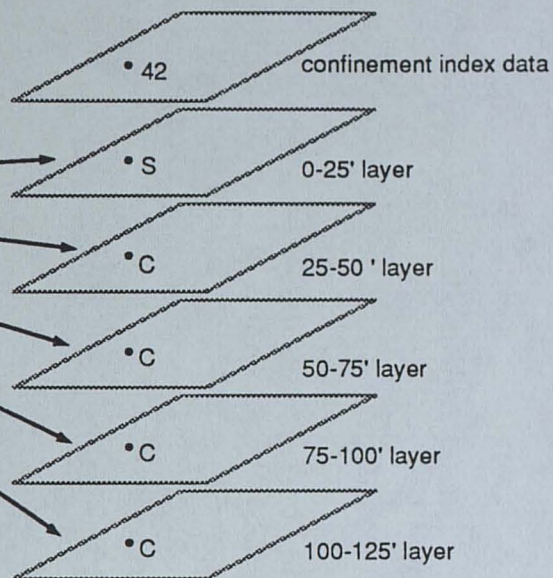 • 42 confinement index data
• S 0-25' layer
• C 25-50 ' layer
• C 50-75' layer
• C 75-100' layer
• C 100-125' layer